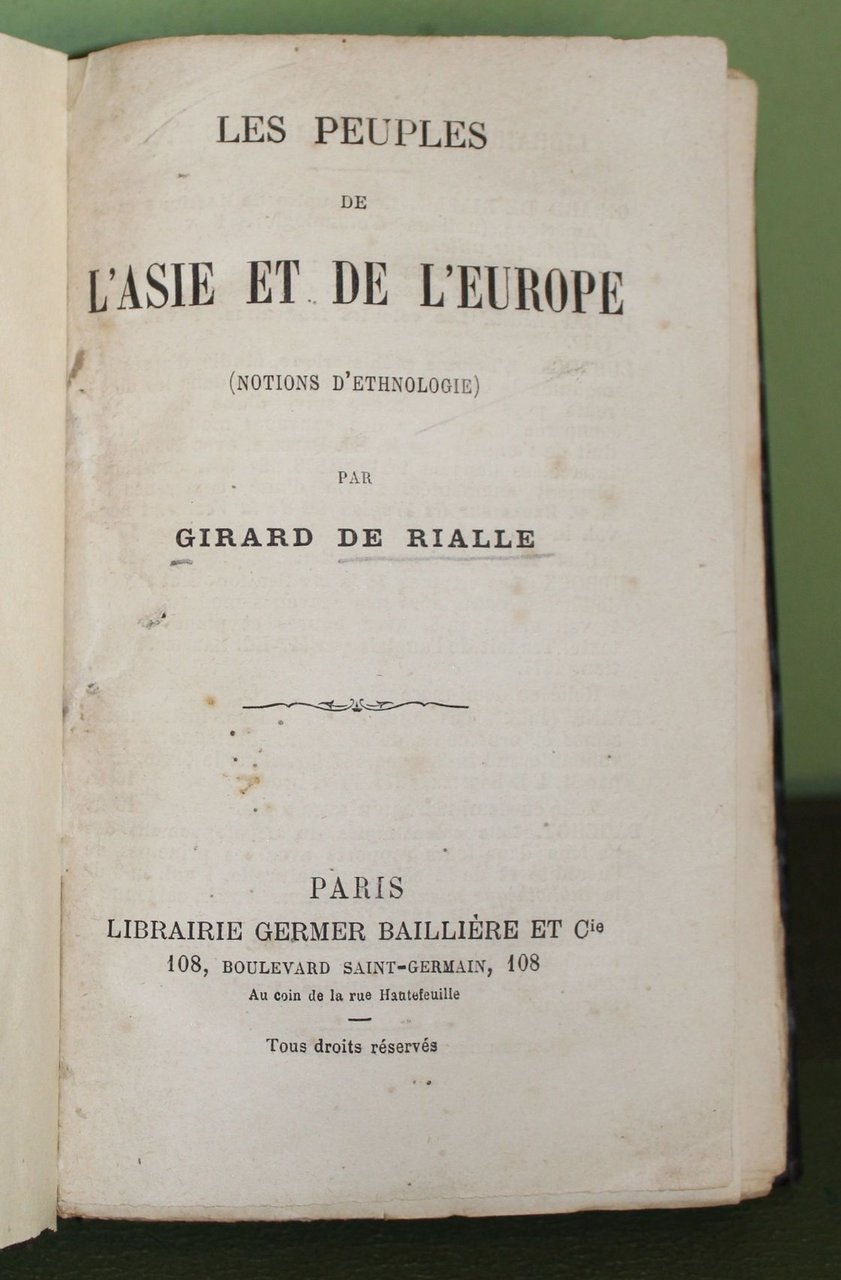 LES PEUPLES
DE
L'ASIE ET DE L'EUROPE
(NOTIONS D'ETHNOLOGIE)
PAR
GIRARD DE RIALLE
PARIS
LIBRAIRIE GERMER BAILLIÈRE ET Cie
108, BOULEVARD SAINT-GERMAIN, 108
Au coin de la rue Hautefeuille
Tous droits réservés